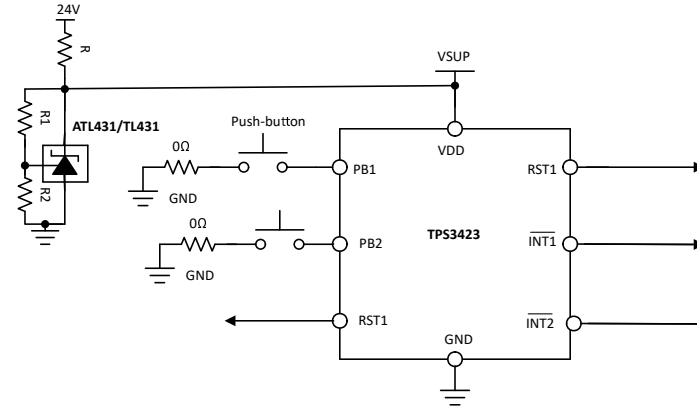 24V
R
VSUP
R1
ATL431/TL431
Push-button
0Ω
VDD
PB1
RST1
GND
R2
0Ω
PB2
TPS3423
INT1
GND
RST1
INT2
GND